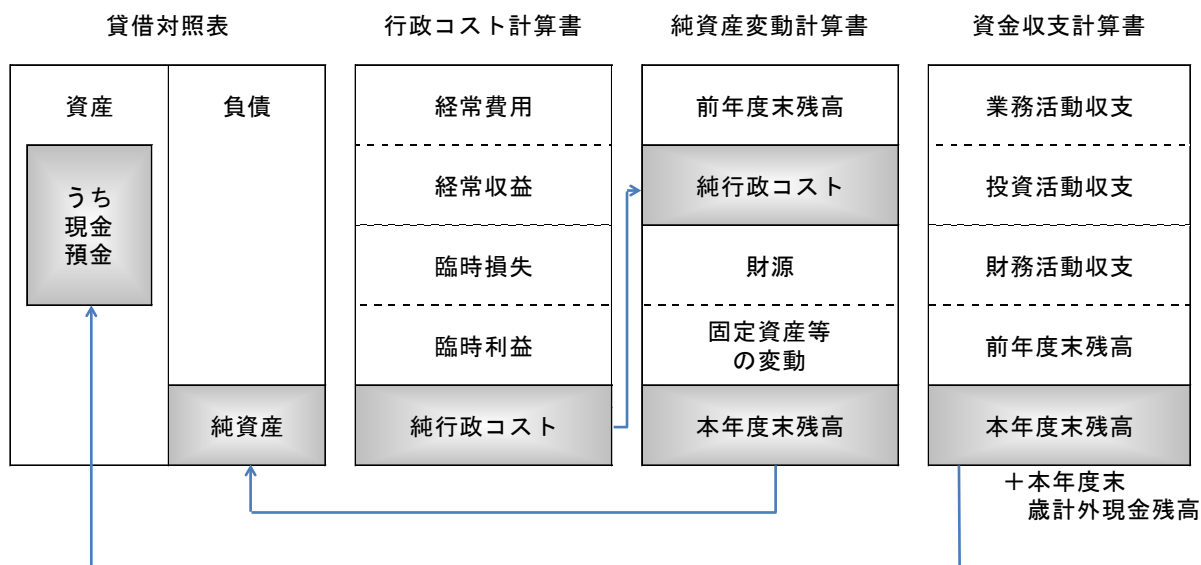 貸借対照表
資産
負債
うち
現金
預金
純資産
行政コスト計算書
経常費用
経常収益
臨時損失
臨時利益
純行政コスト
純資産変動計算書
前年度末残高
純行政コスト
財源
固定資産等
の変動
本年度末残高
資金収支計算書
業務活動収支
投資活動収支
財務活動収支
前年度末残高
本年度末残高
＋本年度末
歳計外現金残高